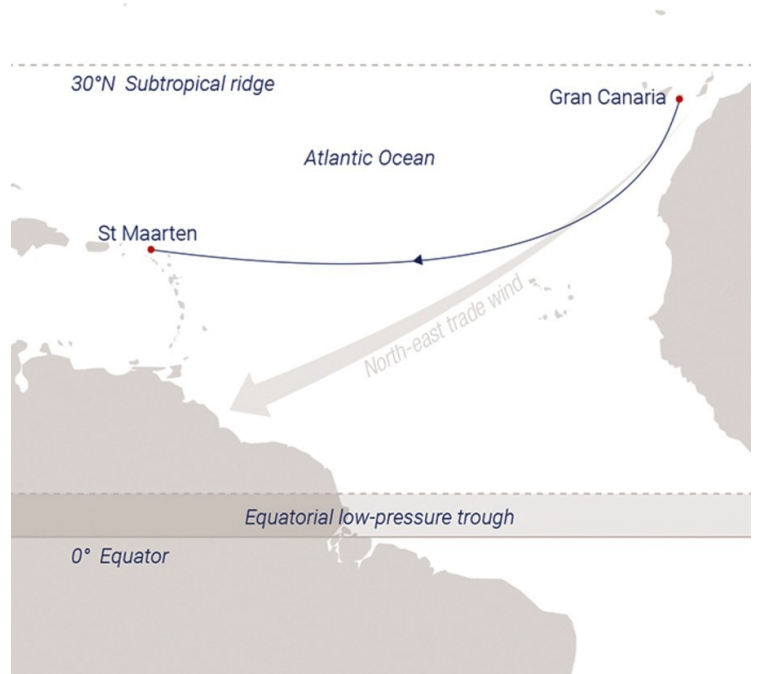 30°N Subtropical ridge
Gran Canaria
Atlantic Ocean
St Maarten
North-east trade wind
Equatorial low-pressure trough
0° Equator